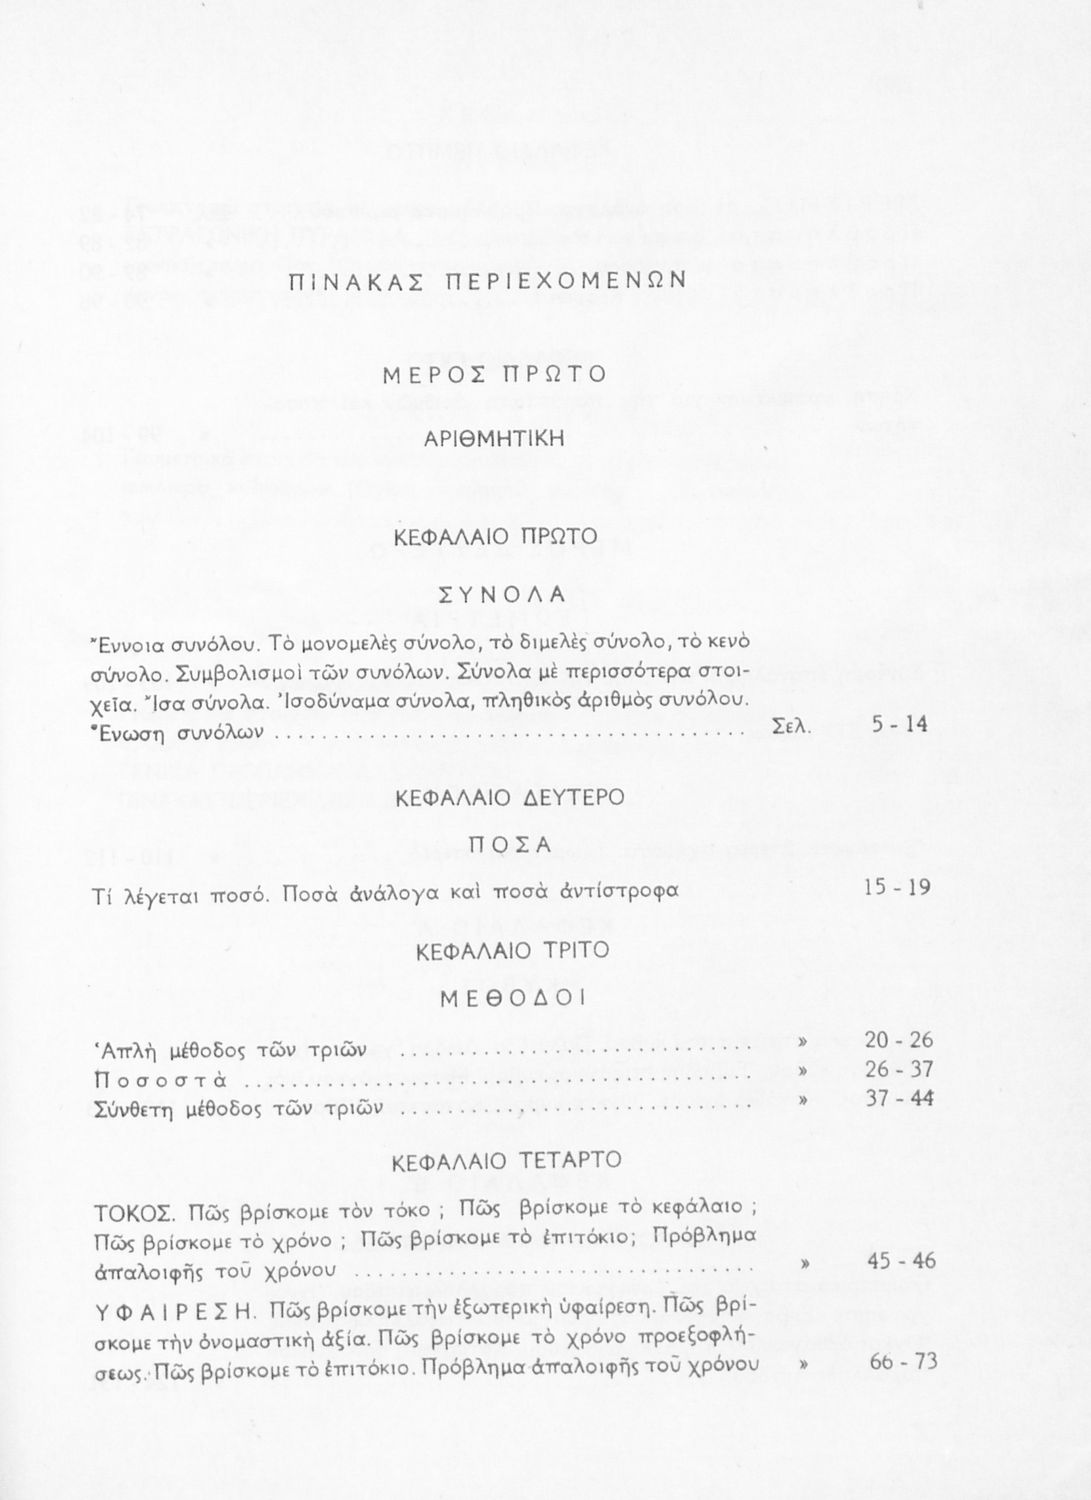 ΠΙΝΑΚΑΣ ΠΕΡΙΕΧΟΜΕΝΩΝ
ΜΕΡΟΣ ΠΡΩΤΟ
ΑΡΙΘΜΗΤΙΚΗ
ΚΕΦΑΛΑΙΟ ΠΡΩΤΟ
ΣΥΝΟΛΑ
Ἔννοια συνόλου. Τὸ μονομελὲς σύνολο, τὸ διμελὲς σύνολο, τὸ κενὸ
σύνολο. Συμβολισμοὶ τῶν συνόλων. Σύνολα μὲ περισσότερα στοι-
χεῖα. Ἴσα σύνολα. Ἰσοδύναμα σύνολα, πληθικὸς ἀριθμὸς συνόλου.
Ἕνωση συνόλων ........................................ Σελ. 5 - 14
ΚΕΦΑΛΑΙΟ ΔΕΥΤΕΡΟ
ΠΟΣΑ
Τί λέγεται ποσό. Ποσὰ ἀνάλογα καὶ ποσὰ ἀντίστροφα 15 - 19
ΚΕΦΑΛΑΙΟ ΤΡΙΤΟ
ΜΕΘΟΔΟΙ
Ἁπλὴ μέθοδος τῶν τριῶν .............................. » 20 - 26
Ποσοστὰ ........................................... » 26 - 37
Σύνθετη μέθοδος τῶν τριῶν .............................. » 37 - 44
ΚΕΦΑΛΑΙΟ ΤΕΤΑΡΤΟ
ΤΟΚΟΣ. Πῶς βρίσκομε τὸν τόκο ; Πῶς βρίσκομε τὸ κεφάλαιο ;
Πῶς βρίσκομε τὸ χρόνο ; Πῶς βρίσκομε τὸ ἐπιτόκιο; Πρόβλημα
ἀπαλοιφῆς τοῦ χρόνου .................................. » 45 - 46
ΥΦΑΙΡΕΣΗ. Πῶς βρίσκομε τὴν ἐξωτερικὴ ὑφαίρεση. Πῶς βρί-
σκομε τὴν ὀνομαστικὴ ἀξία. Πῶς βρίσκομε τὸ χρόνο προεξοφλή-
σεως. Πῶς βρίσκομε τὸ ἐπιτόκιο. Πρόβλημα ἀπαλοιφῆς τοῦ χρόνου » 66 - 73